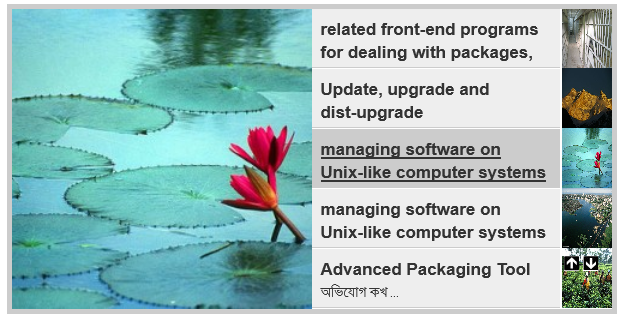 related front-end programs
for dealing with packages,
Update, upgrade and
dist-upgrade
managing software on
Unix-like computer systems
managing software on
Unix-like computer systems
Advanced Packaging Tool
অভিযোগ কখ ...